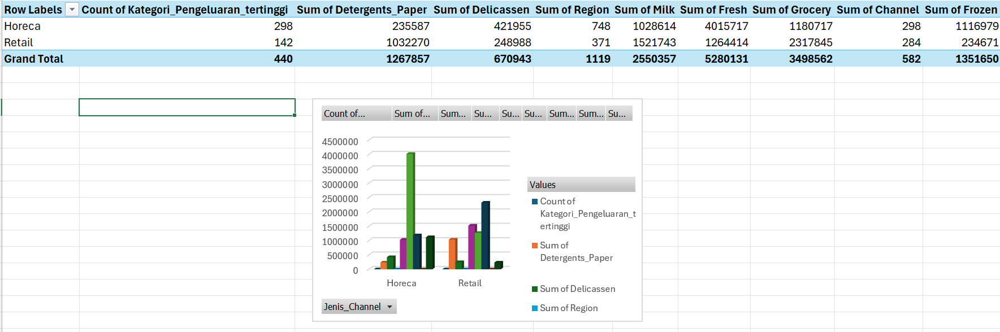 Row Labels Count of Kategori_Pengeluaran_tertinggi Sum of Detergents_Paper Sum of Delicassen Sum of Region Sum of Milk Sum of Fresh Sum of Grocery Sum of Channel Sum of Frozen
Horeca 298 235587 421955 748 1028614 4015717 1180717 298 1116979
Retail 142 1032270 248988 371 1521743 1264414 2317845 284 234671
Grand Total 440 1267857 670943 1119 2550357 5280131 3498562 582 1351650
Count of... Sum of... Sum... Su... Su... Su... Sum... Sum... Su...
4500000
4000000
3500000
3000000
2500000
2000000
1500000
1000000
500000
0
Horeca Retail
Jenis_Channel
Values
Count of
Kategori_Pengeluaran_t
ertinggi
Sum of
Detergents_Paper
Sum of Delicassen
Sum of Region